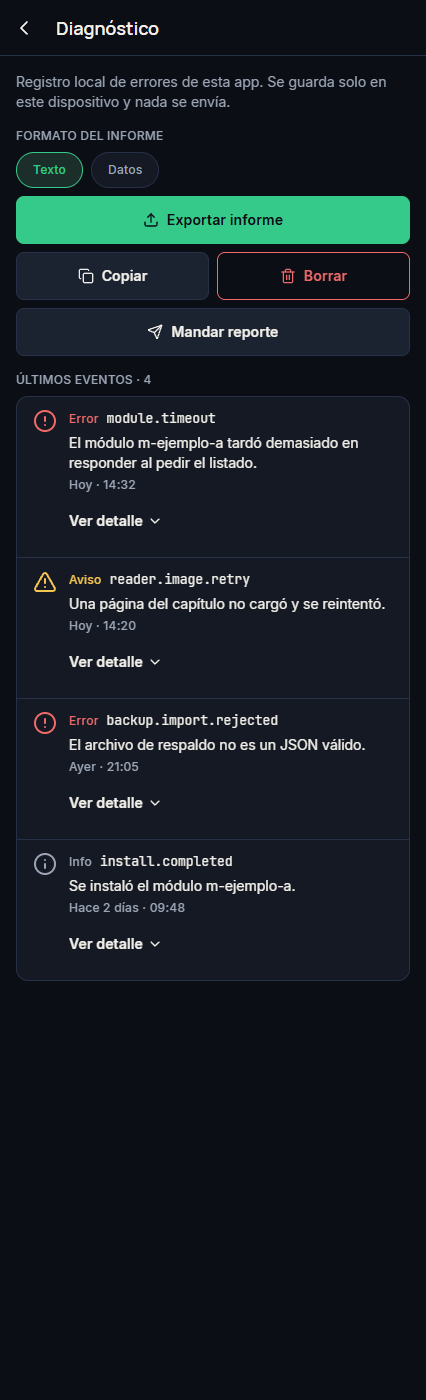 Diagnóstico
Registro local de errores de esta app. Se guarda solo en
este dispositivo y nada se envía.
FORMATO DEL INFORME
Texto
Datos
Exportar informe
Copiar
Borrar
Mandar reporte
ÚLTIMOS EVENTOS · 4
Error module.timeout
El módulo m-ejemplo-a tardó demasiado en
responder al pedir el listado.
Hoy · 14:32
Ver detalle
Aviso reader.image.retry
Una página del capítulo no cargó y se reintentó.
Hoy · 14:20
Ver detalle
Error backup.import.rejected
El archivo de respaldo no es un JSON válido.
Ayer · 21:05
Ver detalle
Info install.completed
Se instaló el módulo m-ejemplo-a.
Hace 2 días · 09:48
Ver detalle